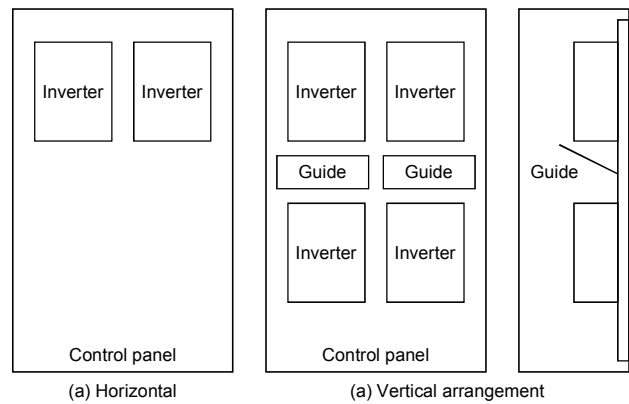 Inverter Inverter
Inverter Inverter
Guide Guide
Guide
Inverter Inverter
Control panel
Control panel
(a) Horizontal
(a) Vertical arrangement